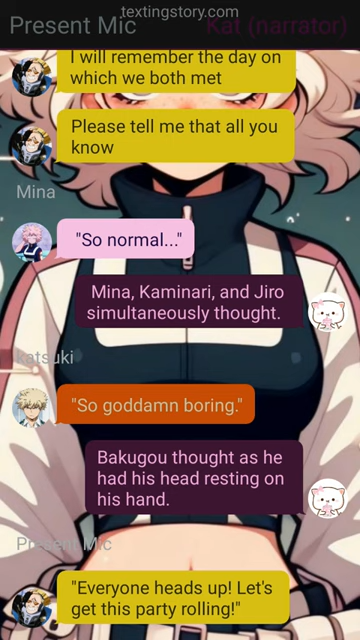 textingstory.com
Present Mic
Kat (narrator)
I will remember the day on
which we both met
Please tell me that all you
know
Mina
"So normal..."
Mina, Kaminari, and Jiro
simultaneously thought.
katsuki
"So goddamn boring."
Bakugou thought as he
had his head resting on
his hand.
Present Mic
"Everyone heads up! Let's
get this party rolling!"